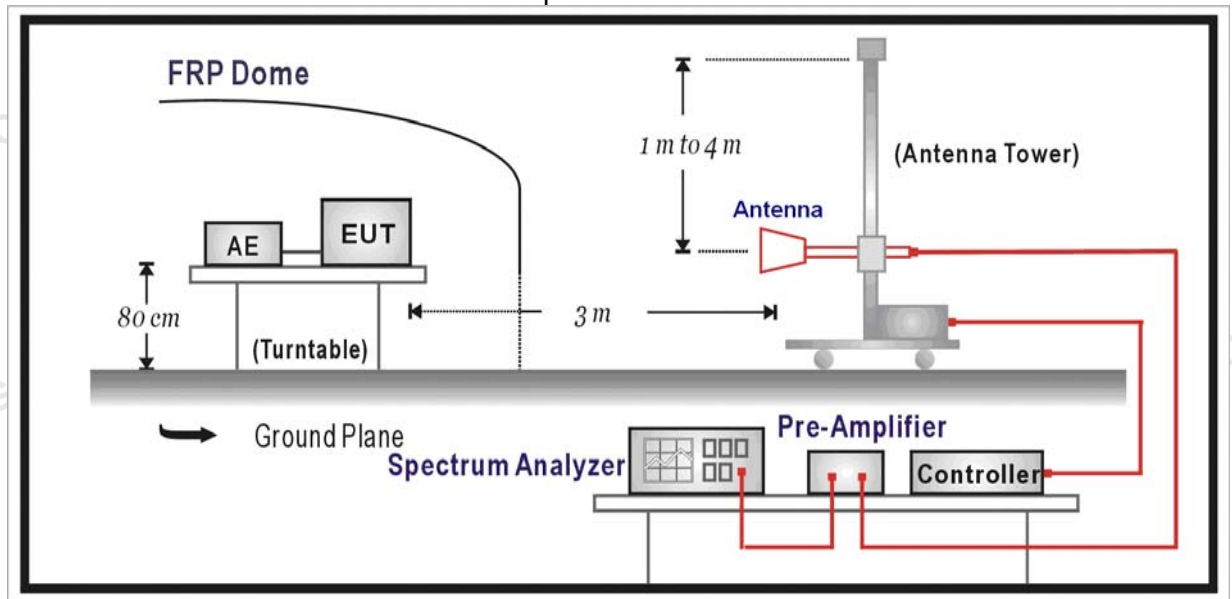 FRP Dome
1 m to 4 m
(Antenna Tower)
Antenna
AE
EUT
80 cm
3 m
(Turntable)
Ground Plane
Pre-Amplifier
Spectrum Analyzer
Controller